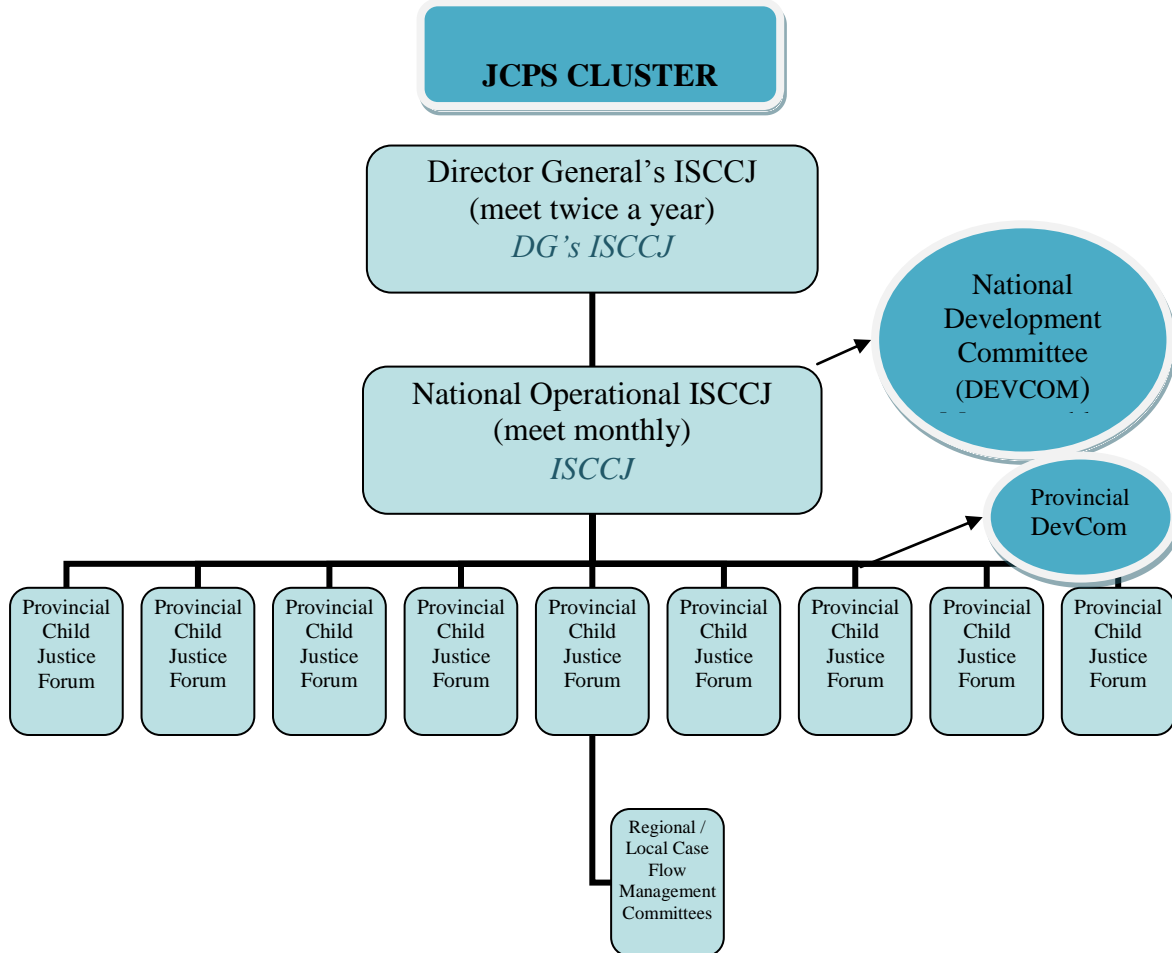 JCPS CLUSTER
Director General’s ISCCJ
(meet twice a year)
DG’s ISCCJ
National
Development
Committee
(DEVCOM)
National Operational ISCCJ
(meet monthly)
ISCCJ
Provincial
DevCom
Provincial
Child
Justice
Forum
Provincial
Child
Justice
Forum
Provincial
Child
Justice
Forum
Provincial
Child
Justice
Forum
Provincial
Child
Justice
Forum
Provincial
Child
Justice
Forum
Provincial
Child
Justice
Forum
Provincial
Child
Justice
Forum
Provincial
Child
Justice
Forum
Regional /
Local Case
Flow
Management
Committees